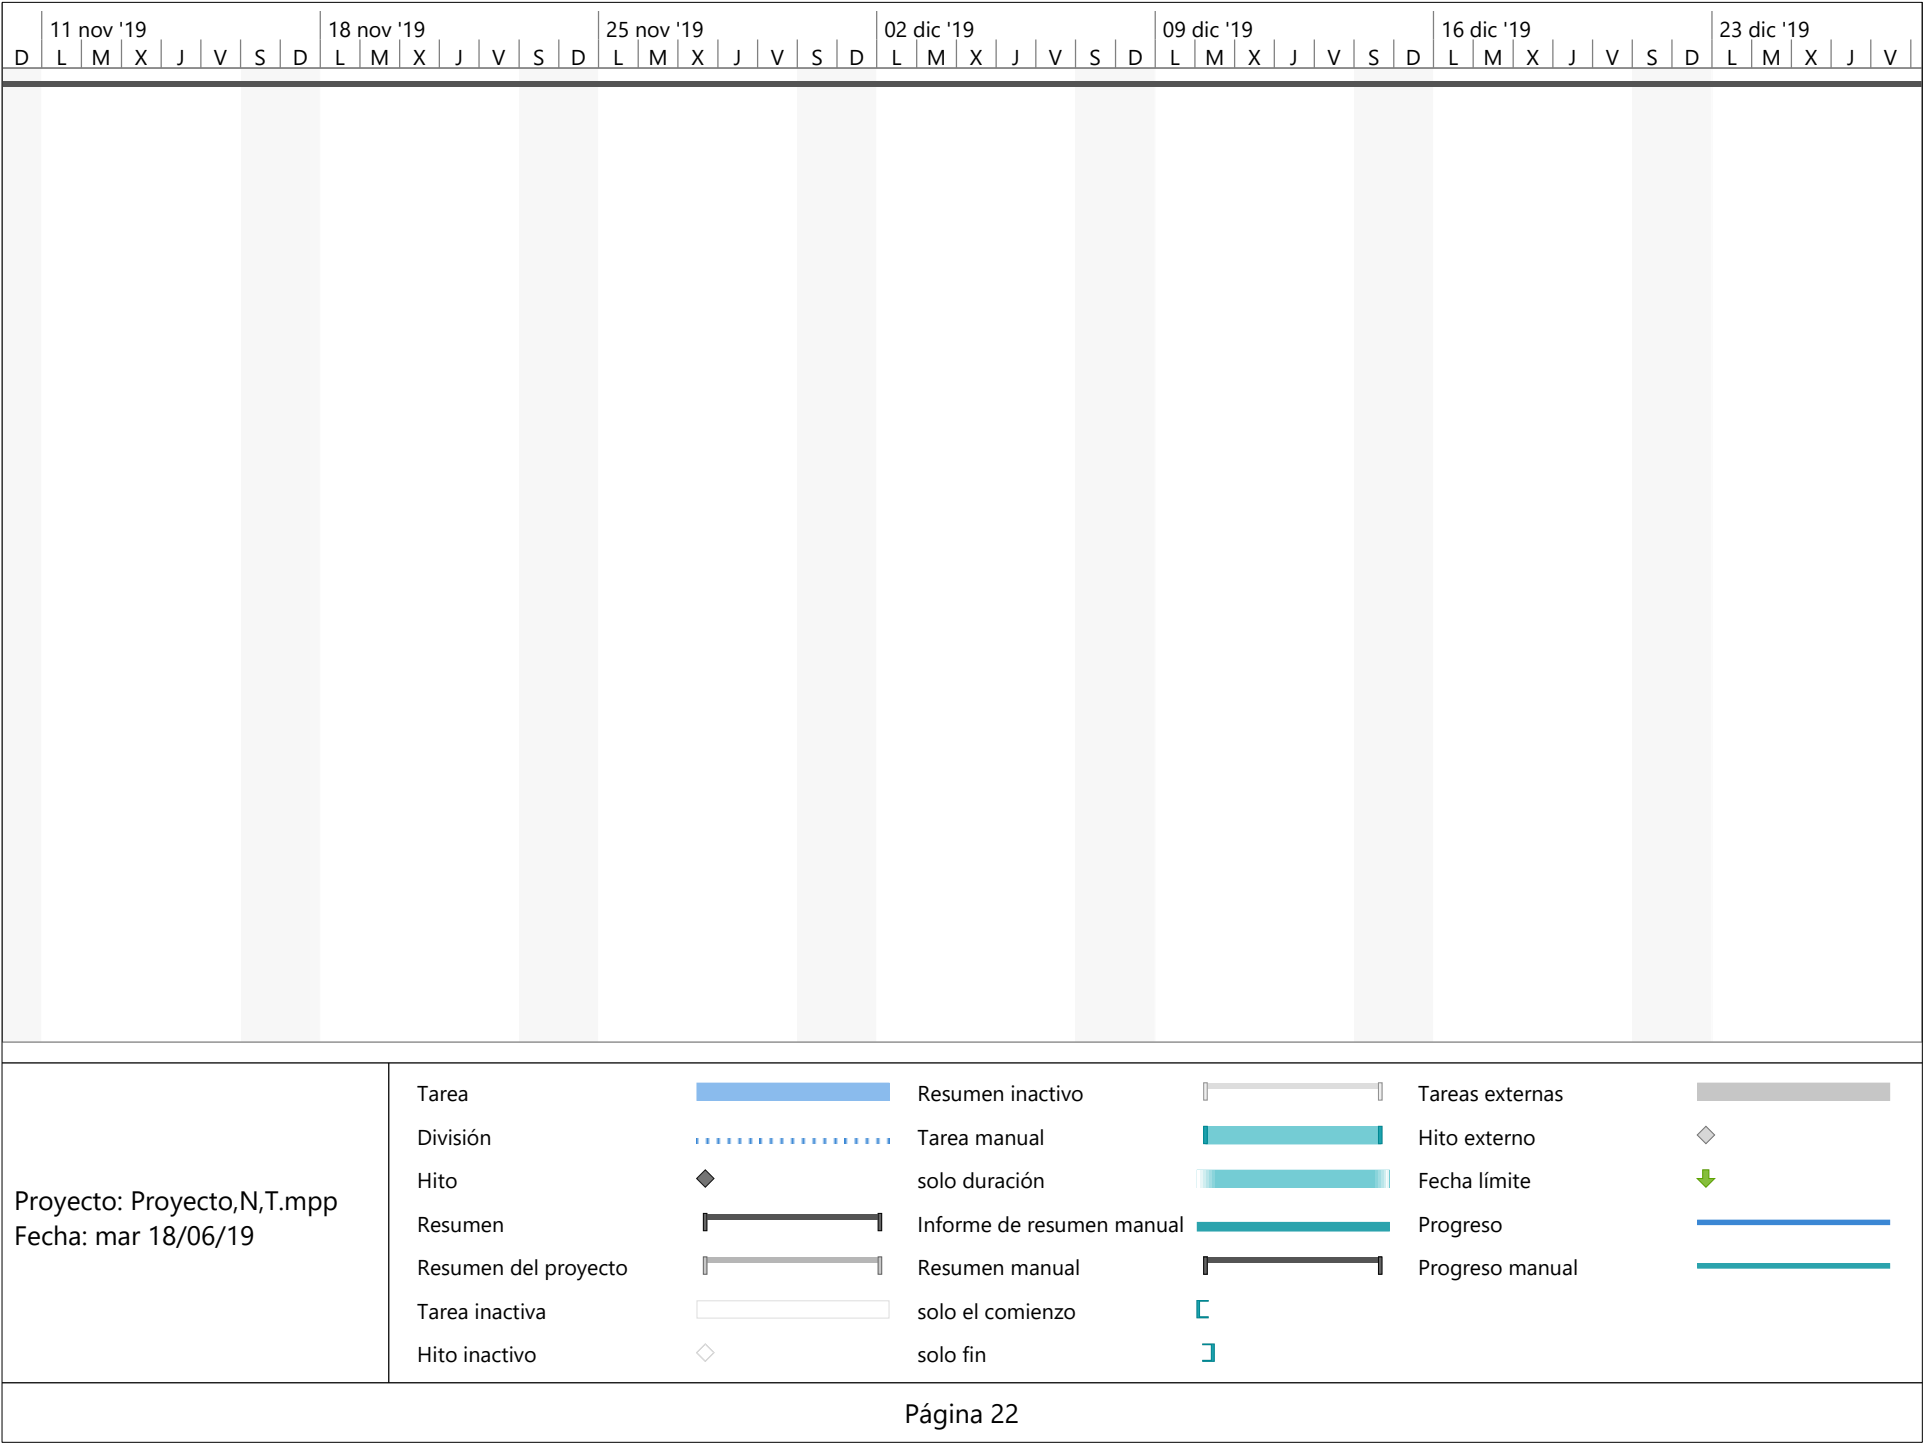 11 nov '19 18 nov '19 25 nov '19 02 dic '19 09 dic '19 16 dic '19 23 dic '19
D L M X J V S D L M X J V S D L M X J V S D L M X J V S D L M X J V S D L M X J V S D L M X J V
Proyecto: Proyecto,N,T.mpp
Fecha: mar 18/06/19
Tarea
División
Hito
Resumen
Resumen del proyecto
Tarea inactiva
Hito inactivo
Resumen inactivo
Tarea manual
solo duración
Informe de resumen manual
Resumen manual
solo el comienzo
solo fin
Tareas externas
Hito externo
Fecha límite
Progreso
Progreso manual
Página 22